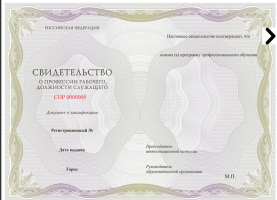 РОССИЙСКАЯ ФЕДЕРАЦИЯ
СВИДЕТЕЛЬСТВО
О ПРОФЕССИИ РАБОЧЕГО,
ДОЛЖНОСТИ СЛУЖАЩЕГО
СПР 0000000
Документ о квалификации
Регистрационный №
Дата выдачи
Город
Настоящее свидетельство подтверждает, что
освоил (а) программу профессионального обучения
Председатель
аттестационной комиссии
Руководитель
образовательной организации
М.П.